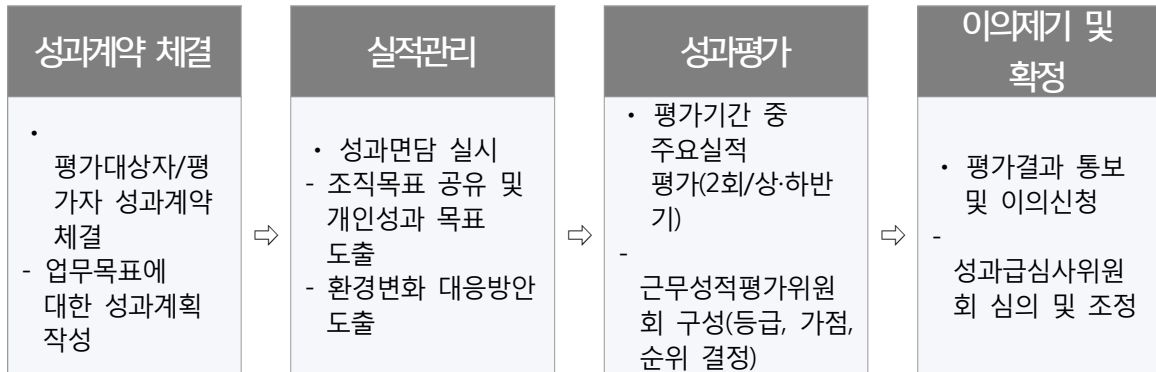 성과계약 체결
・
평가대상자/평
가자 성과계약
체결
- 업무목표에
대한 성과계획
작성
⇨
실적관리
・ 성과면담 실시
- 조직목표 공유 및
개인성과 목표
도출
- 환경변화 대응방안
도출
⇨
성과평가
・ 평가기간 중
주요실적
평가(2회/상·하반
기)
-
근무성적평가위원
회 구성(등급, 가점,
순위 결정)
⇨
이의제기 및
확정
・ 평가결과 통보
및 이의신청
-
성과급심사위원
회 심의 및 조정